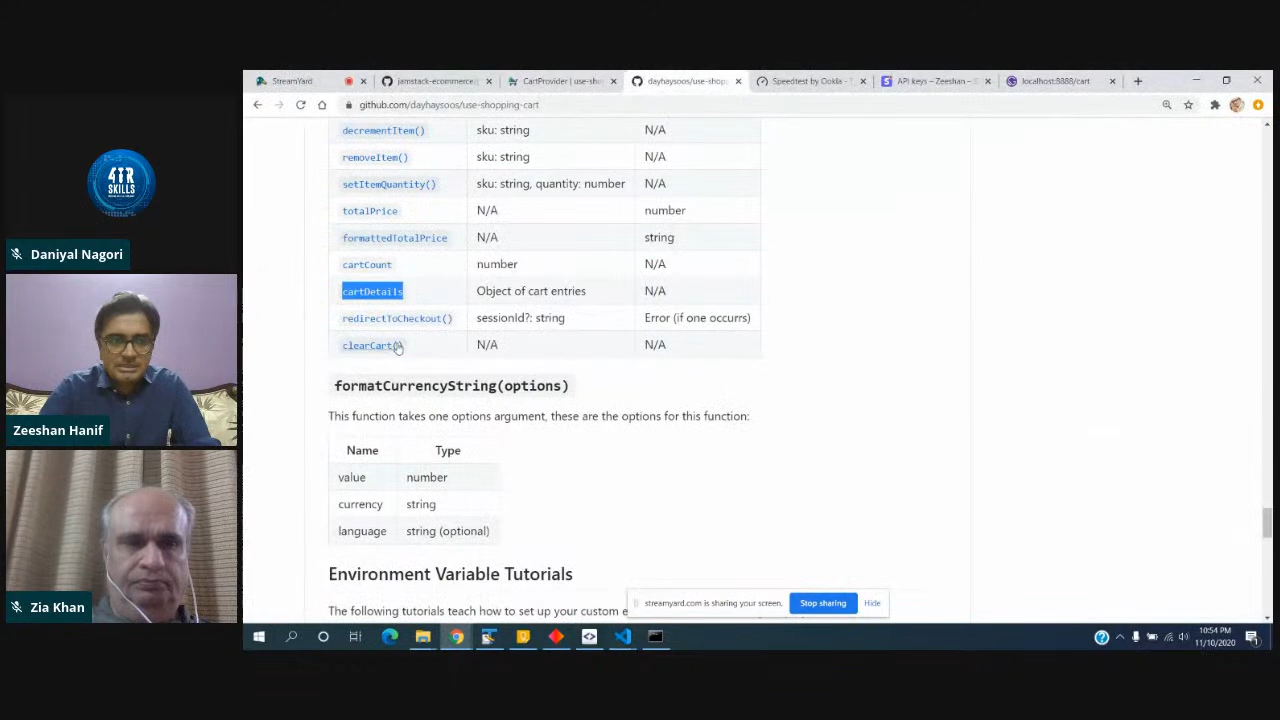 StreamYard
jamstack-ecommerce/
CartProvider | use-sho
dayhaysoos/use-shop
Speedtest by Ookla - T
API keys – Zeeshan – S
localhost:8888/cart
github.com/dayhaysoos/use-shopping-cart
decrementItem() sku: string N/A
removeItem() sku: string N/A
setItemQuantity() sku: string, quantity: number N/A
totalPrice N/A number
formattedTotalPrice N/A string
cartCount number N/A
cartDetails Object of cart entries N/A
redirectToCheckout() sessionId?: string Error (if one occurrs)
clearCart() N/A N/A
formatCurrencyString(options)
This function takes one options argument, these are the options for this function:
Name Type
value number
currency string
language string (optional)
Environment Variable Tutorials
The following tutorials teach how to set up your custom e
streamyard.com is sharing your screen.
Stop sharing
Hide
10:54 PM
11/10/2020
4IR
SKILLS
Daniyal Nagori
Zeeshan Hanif
Zia Khan